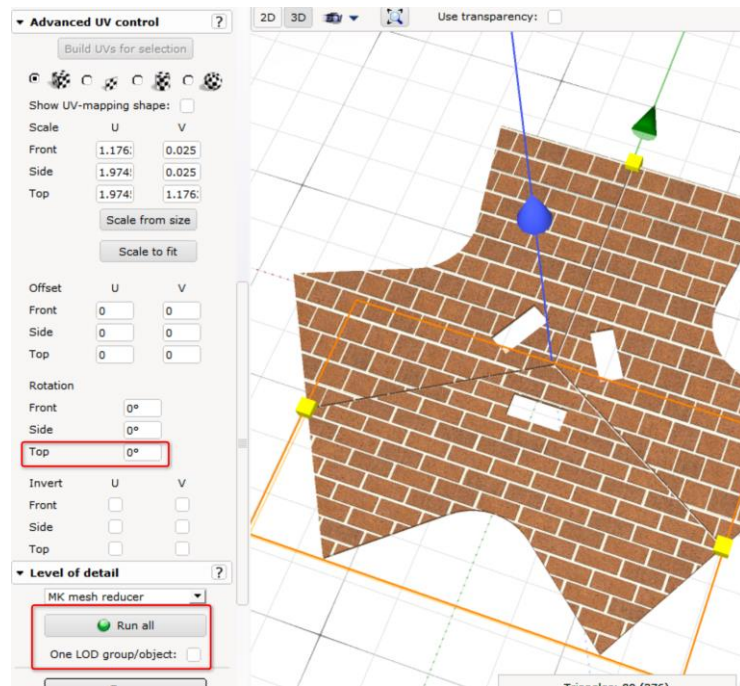 Advanced UV control ?
Build UVs for selection
Show UV-mapping shape:
Scale U V
Front 1.176: 0.025
Side 1.974! 0.025
Top 1.974! 1.176:
Scale from size
Scale to fit
Offset U V
Front 0 0
Side 0 0
Top 0 0
Rotation
Front 0°
Side 0°
Top 0°
Invert U V
Front
Side
Top
Level of detail ?
MK mesh reducer
Run all
One LOD group/object:
2D 3D Use transparency: